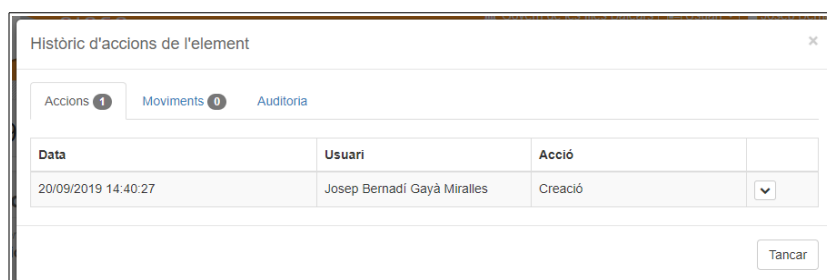 Històric d'accions de l'element ×
Accions 1 Moviments 0 Auditoria
Data Usuari Acció
20/09/2019 14:40:27 Josep Bernadí Gayà Miralles Creació
Tancar